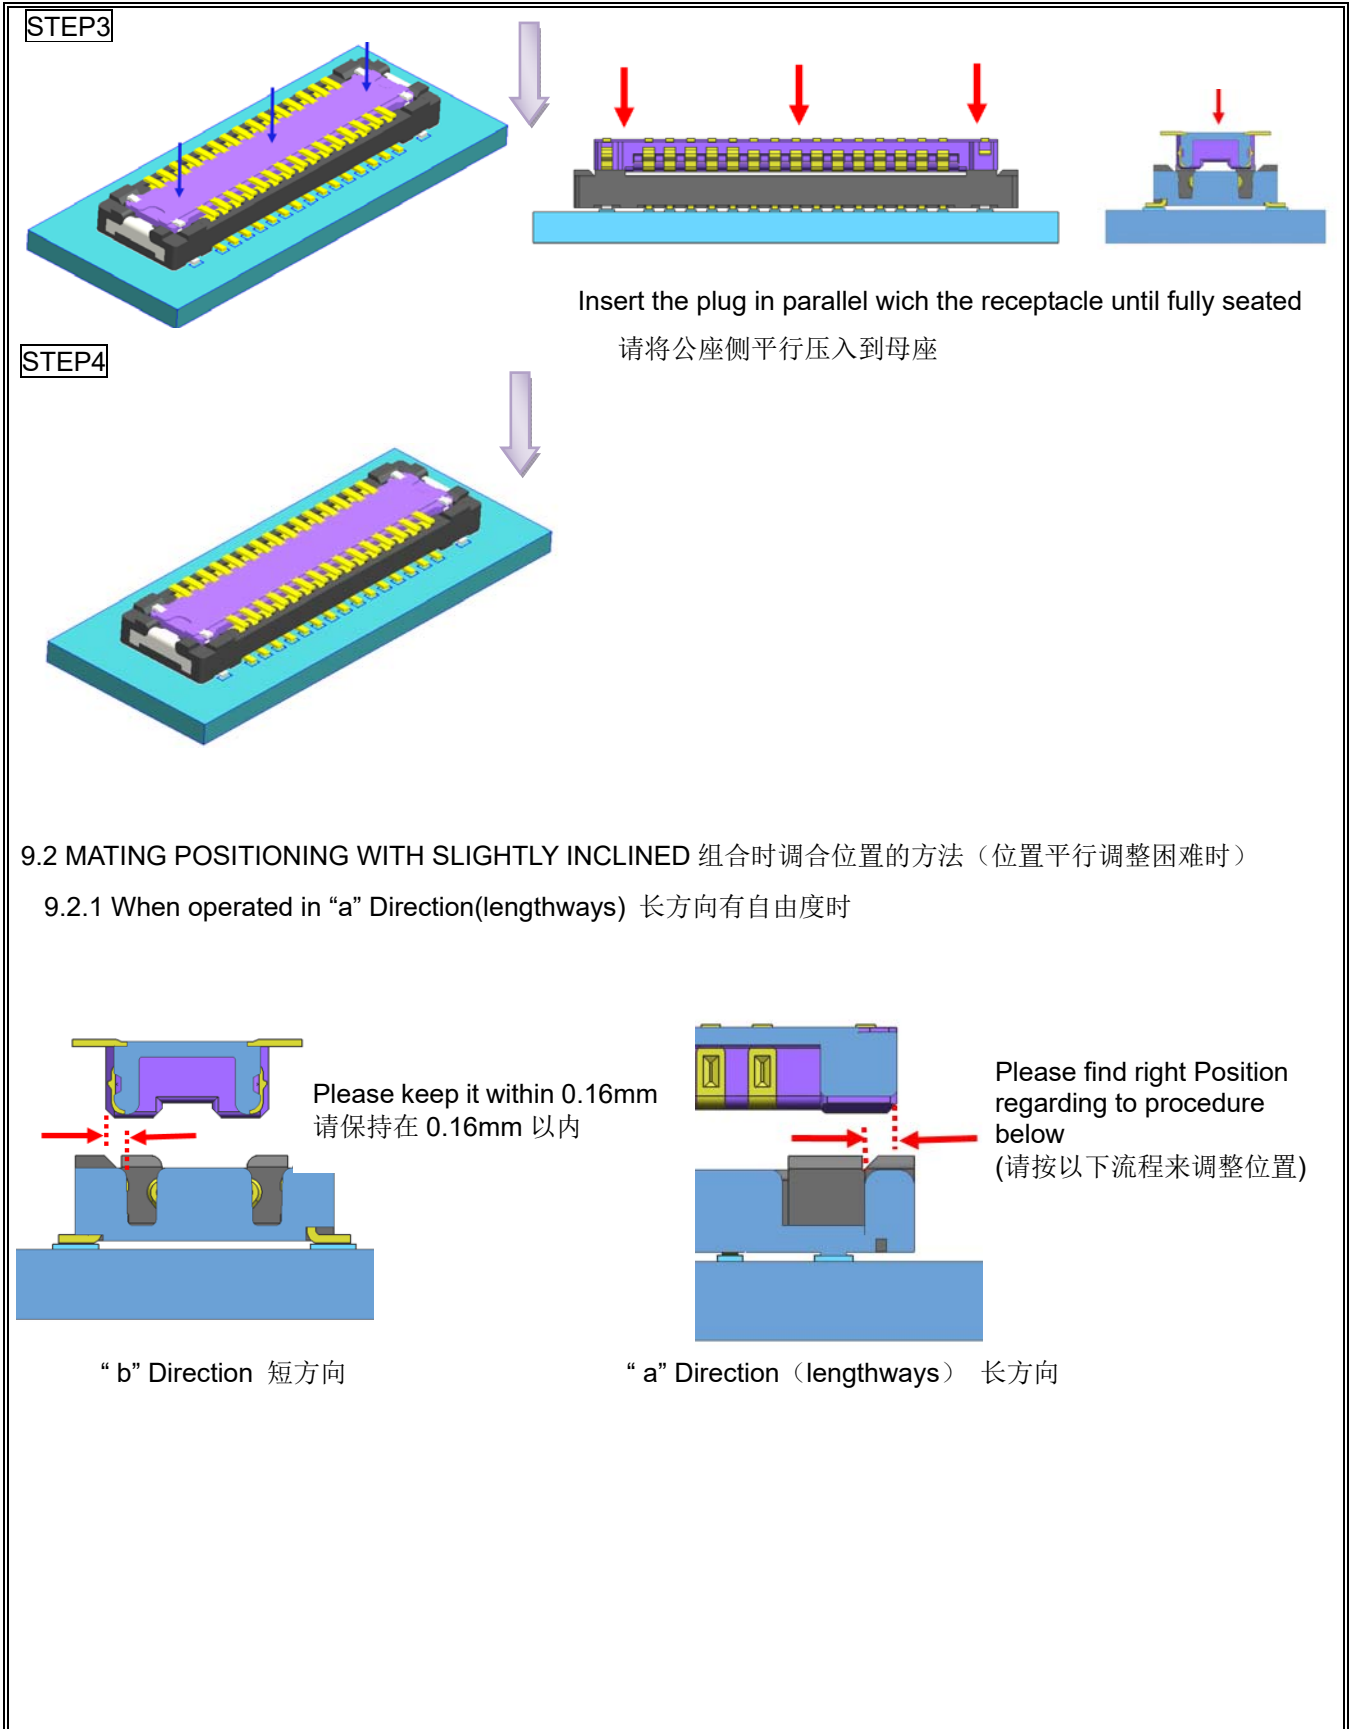 STEP3
Insert the plug in parallel wich the receptacle until fully seated
请将公座侧平行压入到母座
STEP4
9.2 MATING POSITIONING WITH SLIGHTLY INCLINED 组合时调合位置的方法（位置平行调整困难时）
9.2.1 When operated in “a” Direction(lengthways) 长方向有自由度时
Please keep it within 0.16mm
请保持在 0.16mm 以内
Please find right Position
regarding to procedure
below
(请按以下流程来调整位置)
“ b” Direction 短方向
“ a” Direction（lengthways） 长方向